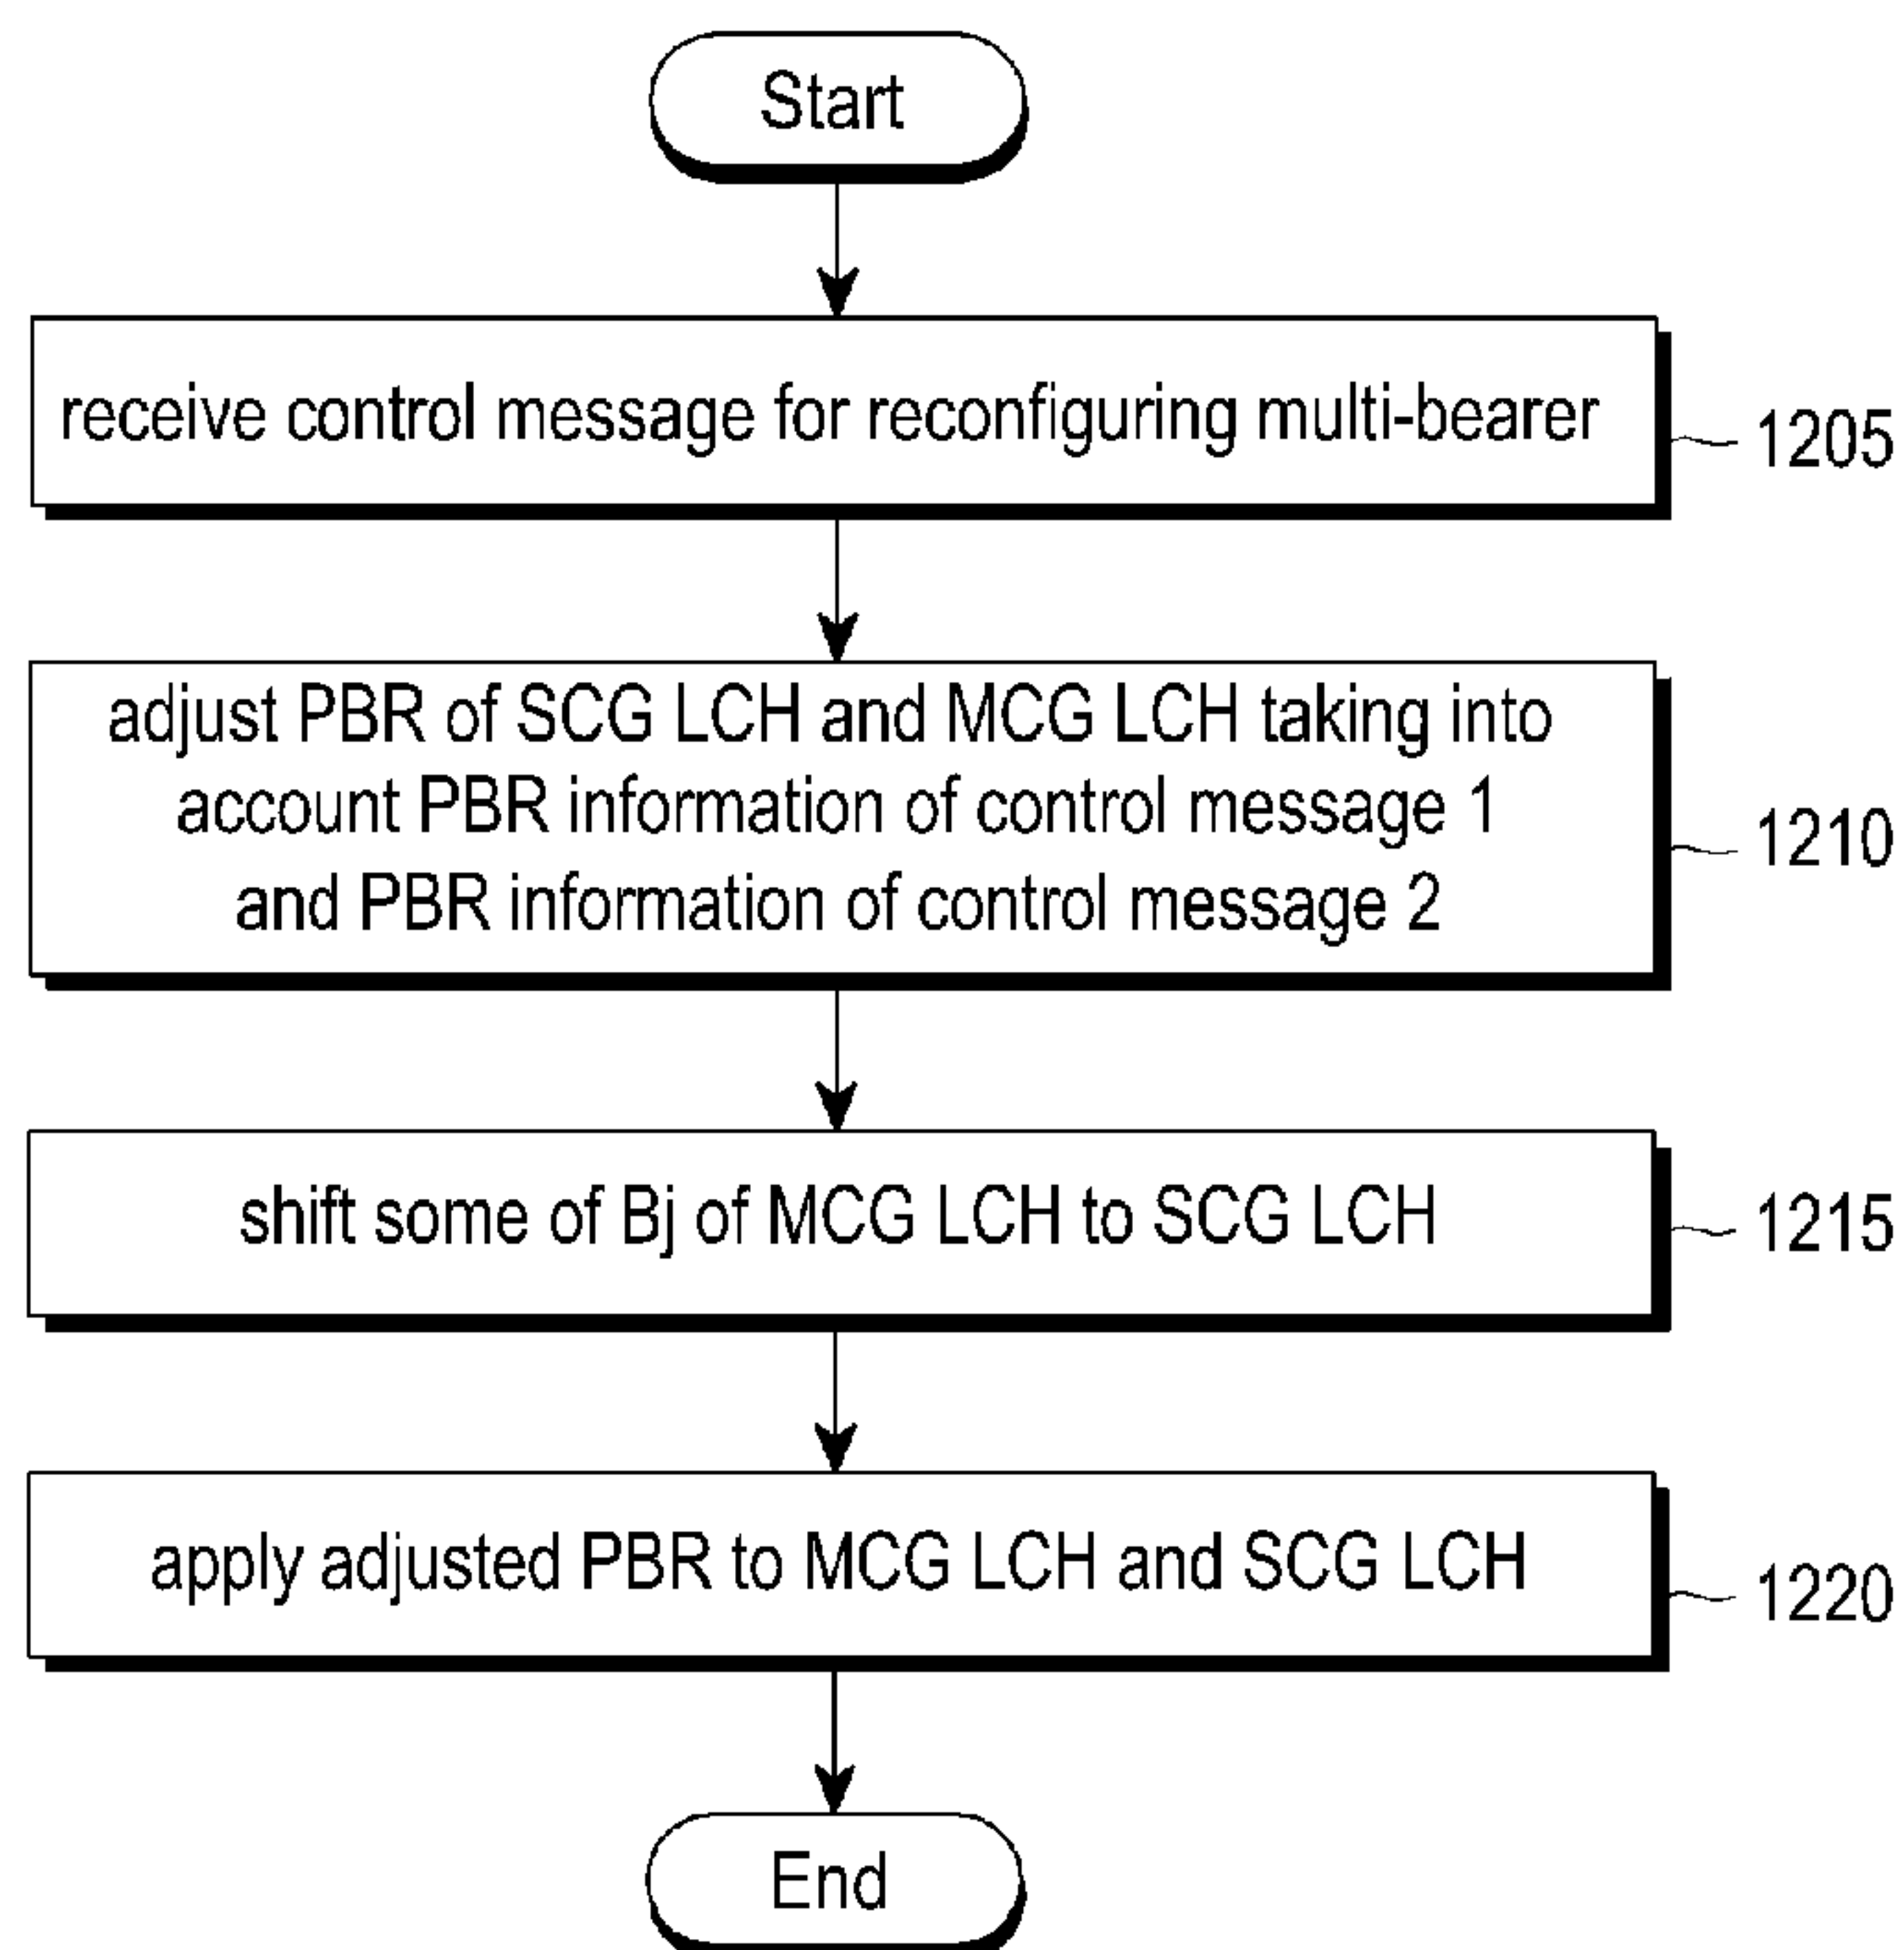 Start
receive control message for reconfiguring multi-bearer
1205
adjust PBR of SCG LCH and MCG LCH taking into
account PBR information of control message 1
and PBR information of control message 2
1210
shift some of Bj of MCG LCH to SCG LCH
1215
apply adjusted PBR to MCG LCH and SCG LCH
1220
End